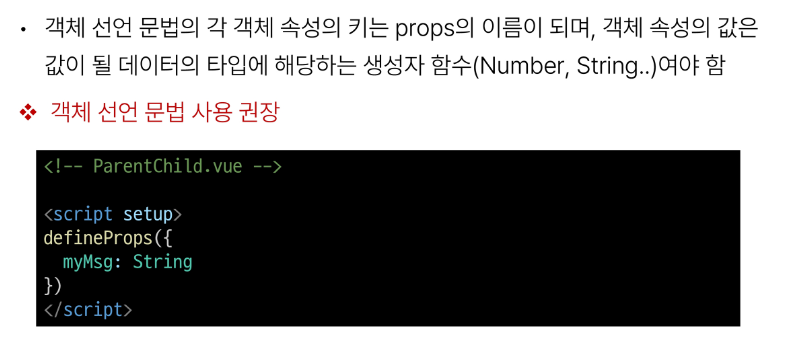 • 객체 선언 문법의 각 객체 속성의 키는 props의 이름이 되며, 객체 속성의 값은
값이 될 데이터의 타입에 해당하는 생성자 함수(Number, String..)여야 함
❖ 객체 선언 문법 사용 권장
<!-- ParentChild.vue -->
<script setup>
defineProps({
  myMsg: String
})
</script>